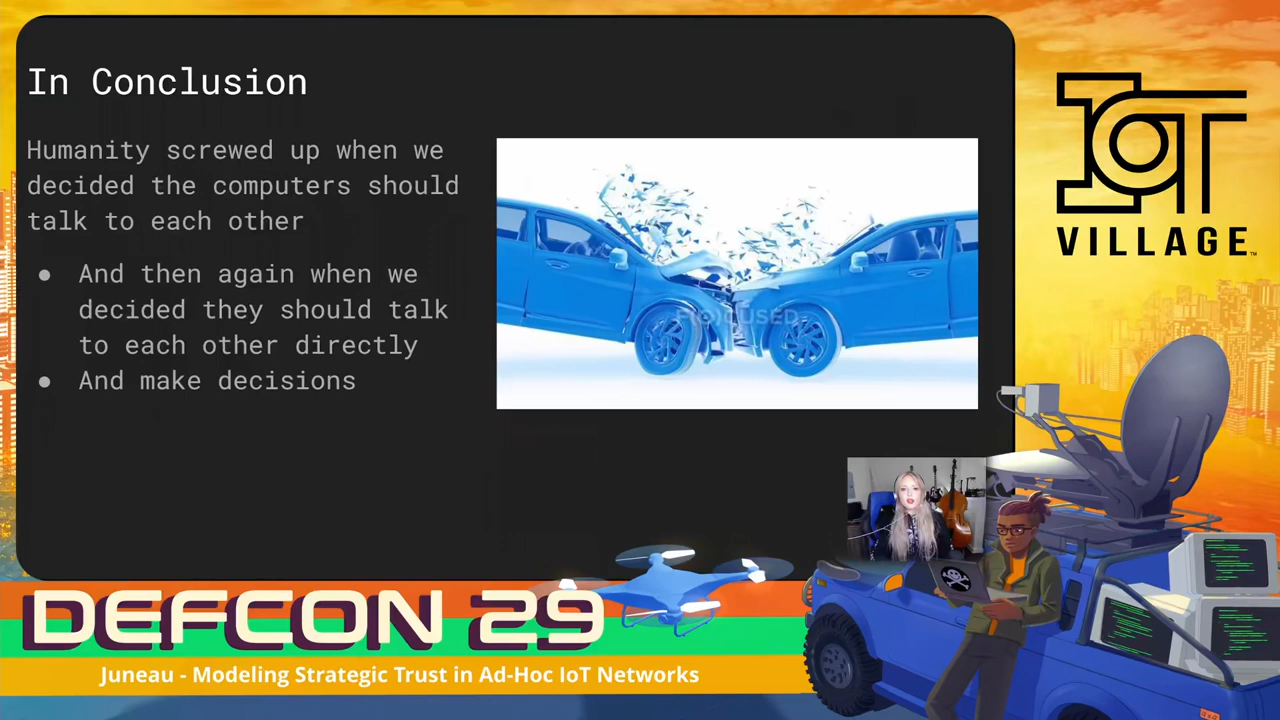 In Conclusion
Humanity screwed up when we
decided the computers should
talk to each other
● And then again when we
decided they should talk
to each other directly
● And make decisions
IOT
VILLAGE™
DEFCON 29
Juneau - Modeling Strategic Trust in Ad-Hoc IoT Networks